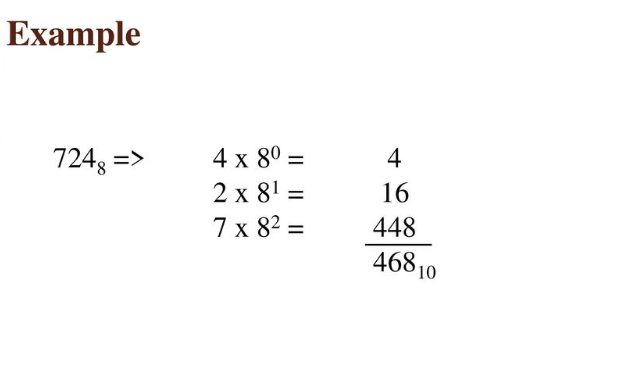 Example
724₈ => 4 x 8⁰ = 4
2 x 8¹ = 16
7 x 8² = 448
468₁₀